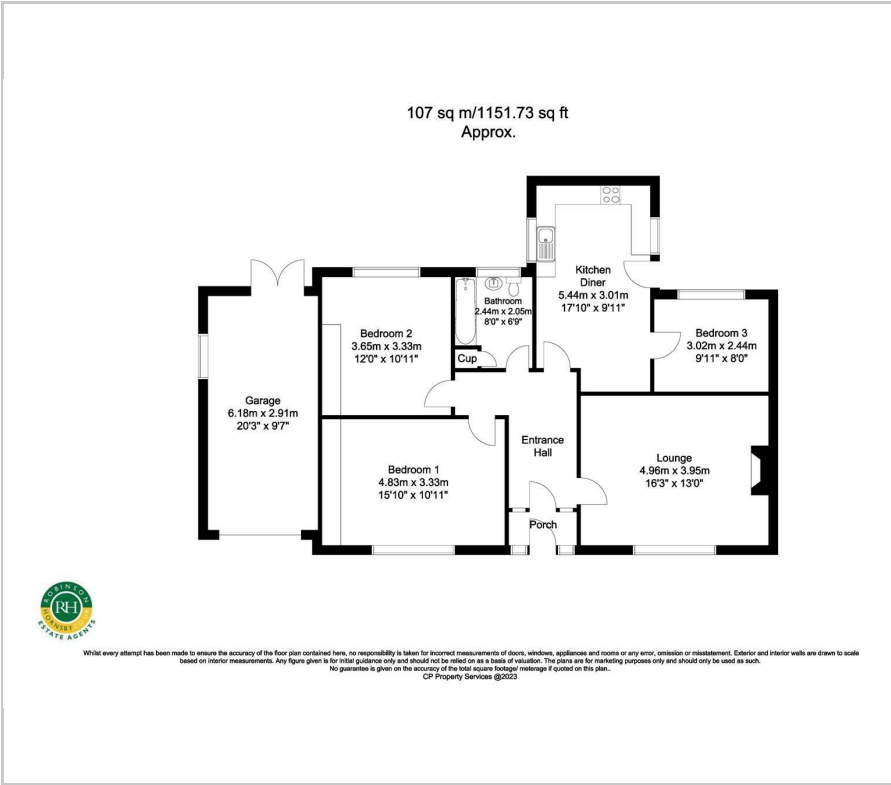 107 sq m/1151.73 sq ft
Approx.
Kitchen
Diner
5.44m x 3.01m
17'10" x 9'11"
Bathroom
2.44m x 2.05m
8'0" x 6'9"
Cup
Bedroom 2
3.65m x 3.33m
12'0" x 10'11"
Bedroom 3
3.02m x 2.44m
9'11" x 8'0"
Garage
6.18m x 2.91m
20'3" x 9'7"
Entrance
Hall
Lounge
4.96m x 3.95m
16'3" x 13'0"
Bedroom 1
4.83m x 3.33m
15'10" x 10'11"
Porch
ROBINSON
HORNSBY
RH
ESTATE AGENTS
Whilst every attempt has been made to ensure the accuracy of the floor plan contained here, no responsibility is taken for incorrect measurements of doors, windows, appliances and rooms or any error, omission or misstatement. Exterior and interior walls are drawn to scale
based on interior measurements. Any figure given is for initial guidance only and should not be relied on as a basis of valuation. The plans are for marketing purposes only and should only be used as such.
No guarantee is given on the accuracy of the total square footage/ meterage if quoted on this plan..
CP Property Services @2023